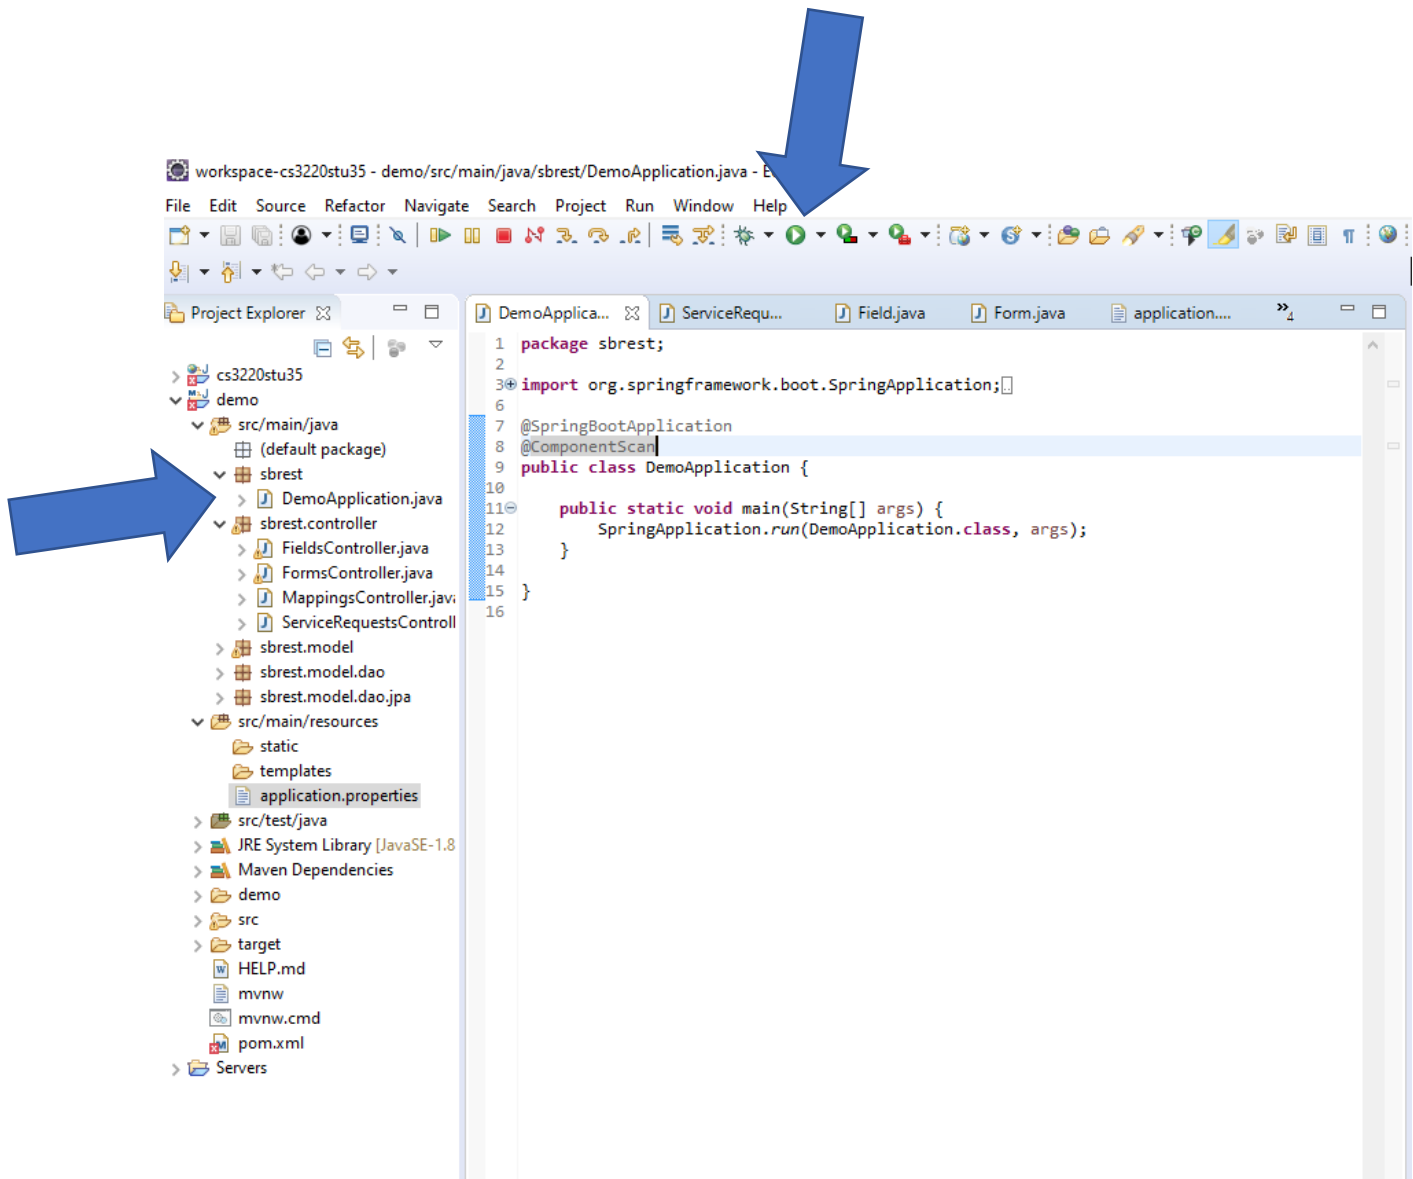 workspace-cs3220stu35 - demo/src/main/java/sbrest/DemoApplication.java - E
File Edit Source Refactor Navigate Search Project Run Window Help
Project Explorer
DemoApplica... ServiceRequ... Field.java Form.java application.... »4
cs3220stu35
demo
src/main/java
(default package)
sbrest
DemoApplication.java
sbrest.controller
FieldsController.java
FormsController.java
MappingsController.java
ServiceRequestsControll
sbrest.model
sbrest.model.dao
sbrest.model.dao.jpa
src/main/resources
static
templates
application.properties
src/test/java
JRE System Library [JavaSE-1.8
Maven Dependencies
demo
src
target
HELP.md
mvnw
mvnw.cmd
pom.xml
Servers
1 package sbrest;
2
3 import org.springframework.boot.SpringApplication;
6
7 @SpringBootApplication
8 @ComponentScan
9 public class DemoApplication {
10
11 public static void main(String[] args) {
12 SpringApplication.run(DemoApplication.class, args);
13 }
14
15 }
16